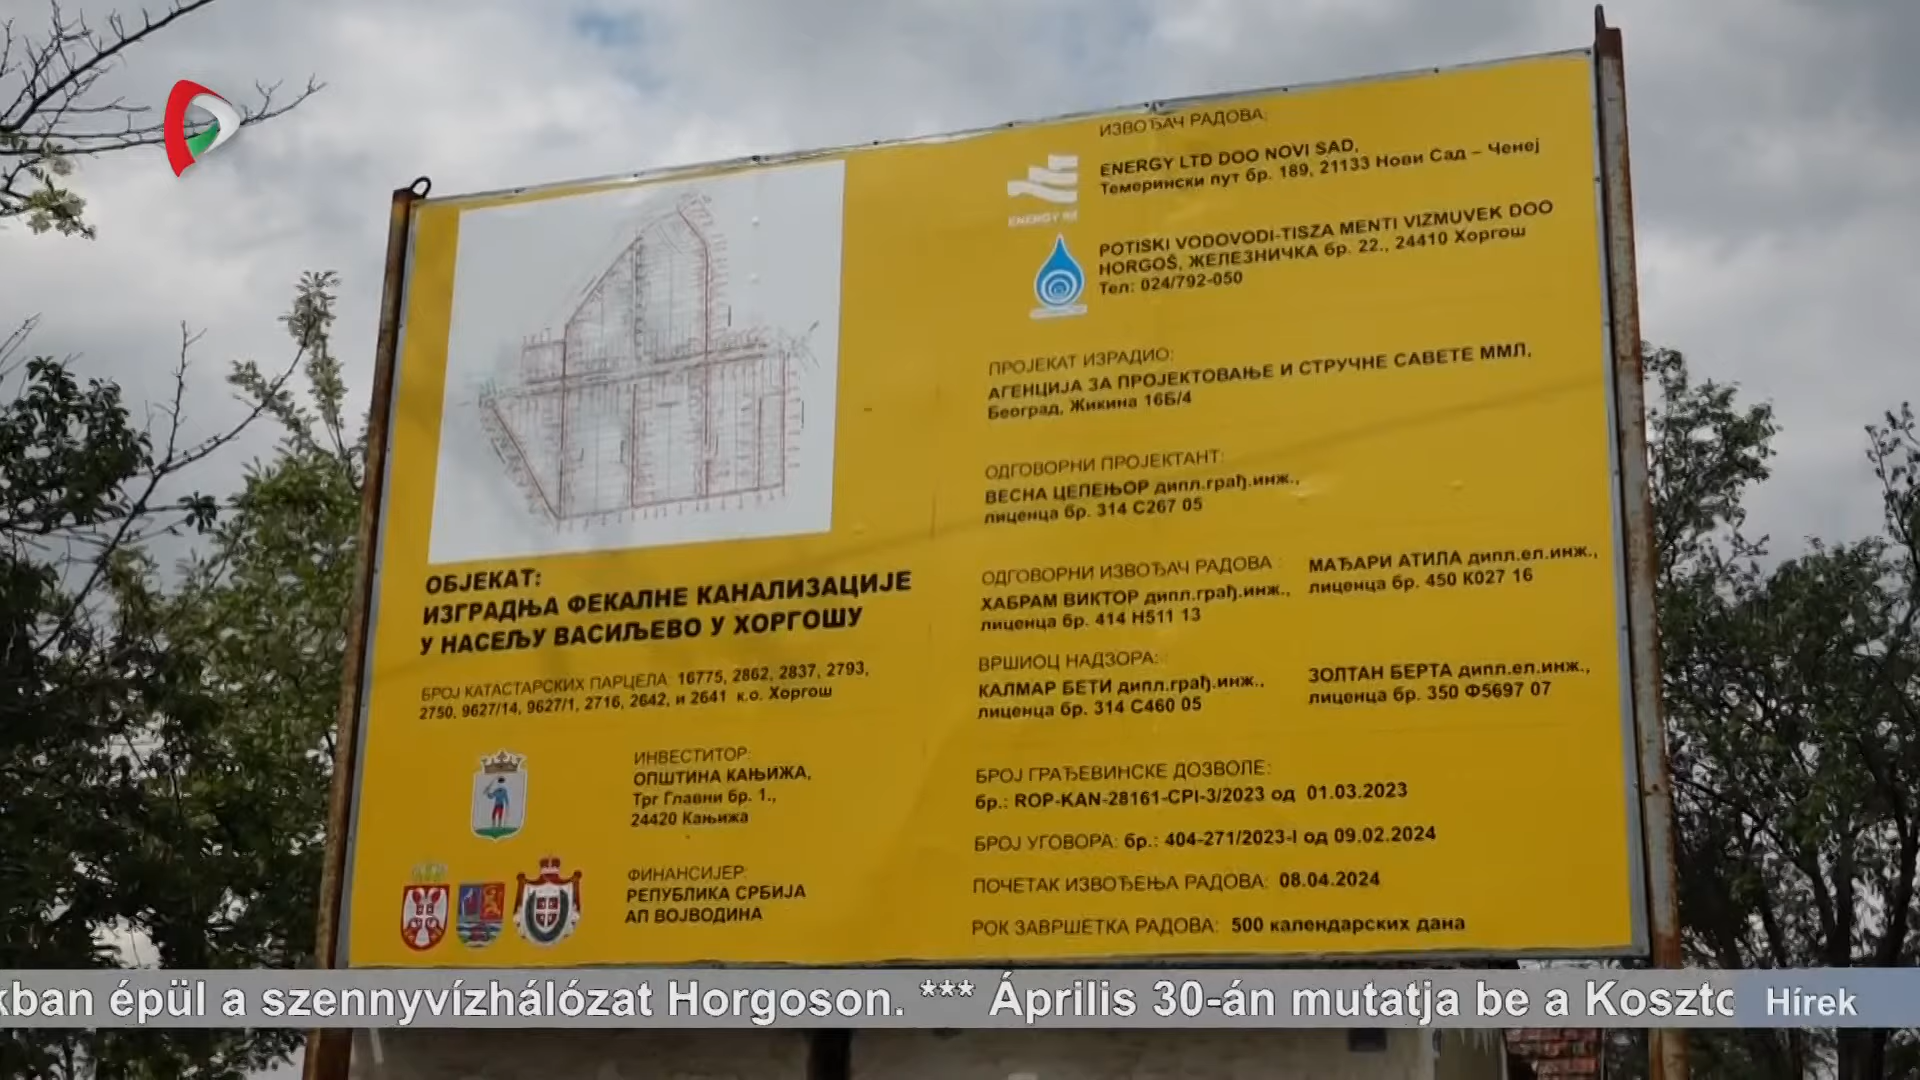 ИЗВОЂАЧ РАДОВА:
ENERGY LTD DOO NOVI SAD,
Темерински пут бр. 189, 21133 Нови Сад – Ченеј
POTISKI VODOVODI-TISZA MENTI VIZMUVEK DOO
HORGOŠ, ЖЕЛЕЗНИЧКА бр. 22., 24410 Хоргош
Тел: 024/792-050
ПРОЈЕКАТ ИЗРАДИО:
АГЕНЦИЈА ЗА ПРОЈЕКТОВАЊЕ И СТРУЧНЕ САВЕТЕ ММЛ,
Београд, Жикина 16Б/4
ОДГОВОРНИ ПРОЈЕКТАНТ:
ВЕСНА ЦЕПЕЊОР дипл.грађ.инж.,
лиценца бр. 314 С267 05
ОДГОВОРНИ ИЗВОЂАЧ РАДОВА :
ХАБРАМ ВИКТОР дипл.грађ.инж.,
лиценца бр. 414 Н511 13
МАЂАРИ АТИЛА дипл.ел.инж.,
лиценца бр. 450 К027 16
ВРШИОЦ НАДЗОРА:
КАЛМАР БЕТИ дипл.грађ.инж.,
лиценца бр. 314 С460 05
ЗОЛТАН БЕРТА дипл.ел.инж.,
лиценца бр. 350 Ф5697 07
БРОЈ ГРАЂЕВИНСКЕ ДОЗВОЛЕ:
бр.: ROP-KAN-28161-CPI-3/2023 од 01.03.2023
БРОЈ УГОВОРА: бр.: 404-271/2023-I од 09.02.2024
ПОЧЕТАК ИЗВОЂЕЊА РАДОВА: 08.04.2024
РОК ЗАВРШЕТКА РАДОВА: 500 календарских дана
ОБЈЕКАТ:
ИЗГРАДЊА ФЕКАЛНЕ КАНАЛИЗАЦИЈЕ
У НАСЕЉУ ВАСИЉЕВО У ХОРГОШУ
БРОЈ КАТАСТАРСКИХ ПАРЦЕЛА 16775, 2862, 2837, 2793,
2750, 9627/14, 9627/1, 2716, 2642, и 2641 к.о. Хоргош
ИНВЕСТИТОР:
ОПШТИНА КАЊИЖА,
Трг Главни бр. 1.,
24420 Кањижа
ФИНАНСИЈЕР:
РЕПУБЛИКА СРБИЈА
АП ВОЈВОДИНА
kban épül a szennyvízhálózat Horgoson. *** Április 30-án mutatja be a Koszto
Hírek